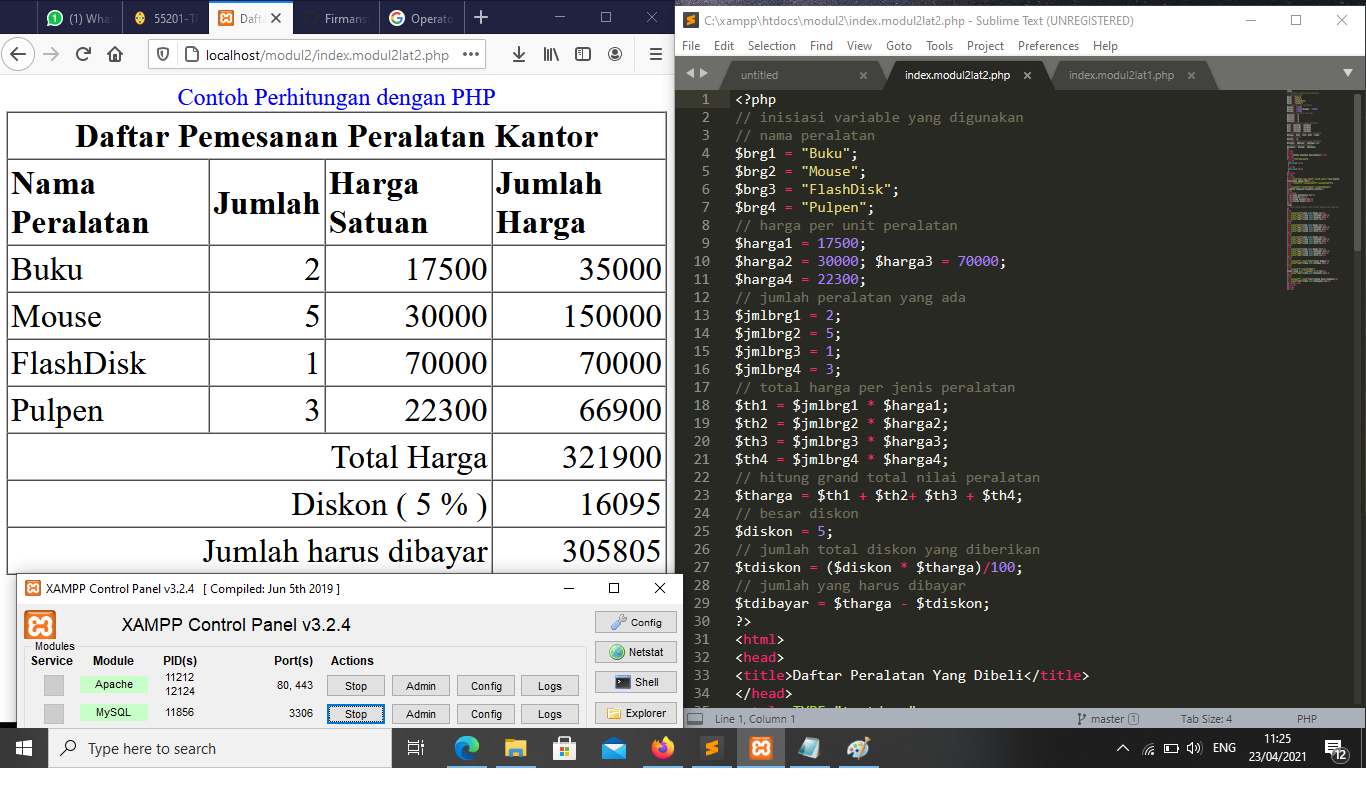 (1) Wha
55201-TI
Dafta
Firmans
Operato
localhost/modul2/index.modul2lat2.php
Contoh Perhitungan dengan PHP
Daftar Pemesanan Peralatan Kantor
Nama Peralatan Jumlah Harga Satuan Jumlah Harga
Buku 2 17500 35000
Mouse 5 30000 150000
FlashDisk 1 70000 70000
Pulpen 3 22300 66900
Total Harga 321900
Diskon ( 5 % ) 16095
Jumlah harus dibayar 305805
XAMPP Control Panel v3.2.4 [ Compiled: Jun 5th 2019 ]
XAMPP Control Panel v3.2.4
Config
Modules
Service Module PID(s) Port(s) Actions
Netstat
Apache 11212 12124 80, 443 Stop Admin Config Logs
Shell
MySQL 11856 3306 Stop Admin Config Logs
Explorer
C:\xampp\htdocs\modul2\index.modul2lat2.php - Sublime Text (UNREGISTERED)
File Edit Selection Find View Goto Tools Project Preferences Help
untitled index.modul2lat2.php index.modul2lat1.php
1 <?php
2 // inisiasi variable yang digunakan
3 // nama peralatan
4 $brg1 = "Buku";
5 $brg2 = "Mouse";
6 $brg3 = "FlashDisk";
7 $brg4 = "Pulpen";
8 // harga per unit peralatan
9 $harga1 = 17500;
10 $harga2 = 30000; $harga3 = 70000;
11 $harga4 = 22300;
12 // jumlah peralatan yang ada
13 $jmlbrg1 = 2;
14 $jmlbrg2 = 5;
15 $jmlbrg3 = 1;
16 $jmlbrg4 = 3;
17 // total harga per jenis peralatan
18 $th1 = $jmlbrg1 * $harga1;
19 $th2 = $jmlbrg2 * $harga2;
20 $th3 = $jmlbrg3 * $harga3;
21 $th4 = $jmlbrg4 * $harga4;
22 // hitung grand total nilai peralatan
23 $tharga = $th1 + $th2+ $th3 + $th4;
24 // besar diskon
25 $diskon = 5;
26 // jumlah total diskon yang diberikan
27 $tdiskon = ($diskon * $tharga)/100;
28 // jumlah yang harus dibayar
29 $tdibayar = $tharga - $tdiskon;
30 ?>
31 <html>
32 <head>
33 <title>Daftar Peralatan Yang Dibeli</title>
34 </head>
Line 1, Column 1 master 1 Tab Size: 4 PHP
Type here to search
ENG
11:25
23/04/2021
12